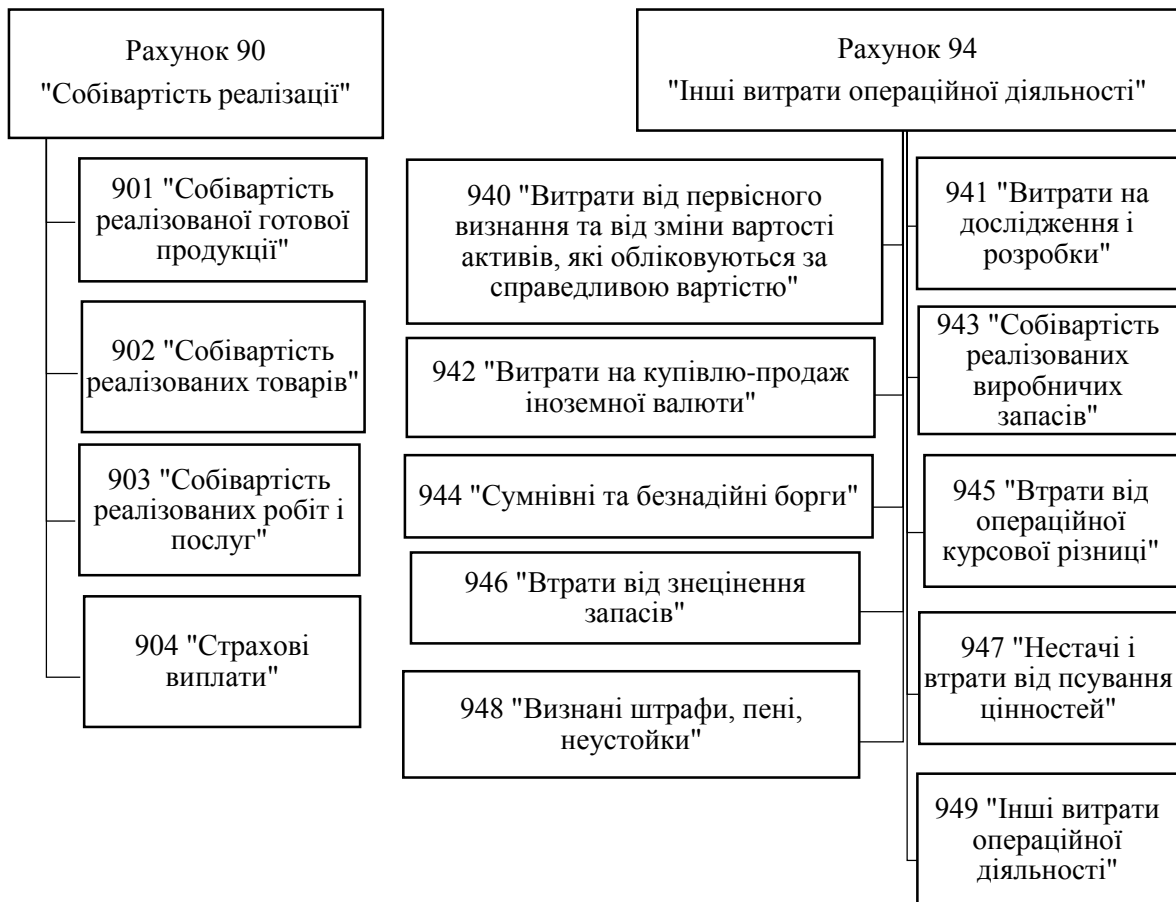 Рахунок 90
"Собівартість реалізації"
901 "Собівартість
реалізованої готової
продукції"
902 "Собівартість
реалізованих товарів"
903 "Собівартість
реалізованих робіт і
послуг"
904 "Страхові
виплати"
Рахунок 94
"Інші витрати операційної діяльності"
940 "Витрати від первісного
визнання та від зміни вартості
активів, які обліковуються за
справедливою вартістю"
941 "Витрати на
дослідження і
розробки"
942 "Витрати на купівлю-продаж
іноземної валюти"
943 "Собівартість
реалізованих
виробничих
запасів"
944 "Сумнівні та безнадійні борги"
945 "Втрати від
операційної
курсової різниці"
946 "Втрати від знецінення
запасів"
947 "Нестачі і
втрати від псування
цінностей"
948 "Визнані штрафи, пені,
неустойки"
949 "Інші витрати
операційної
діяльності"